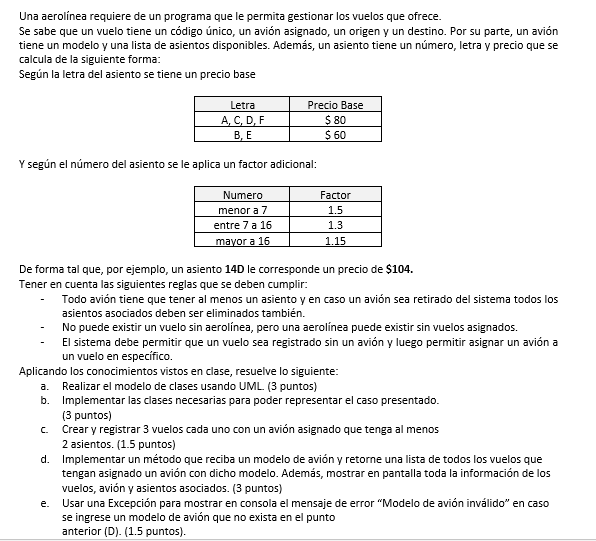 Una aerolínea requiere de un programa que le permita gestionar los vuelos que ofrece.
Se sabe que un vuelo tiene un código único, un avión asignado, un origen y un destino. Por su parte, un avión
tiene un modelo y una lista de asientos disponibles. Además, un asiento tiene un número, letra y precio que se
calcula de la siguiente forma:
Según la letra del asiento se tiene un precio base
Letra Precio Base
A, C, D, F $ 80
B, E $ 60
Y según el número del asiento se le aplica un factor adicional:
Numero Factor
menor a 7 1.5
entre 7 a 16 1.3
mayor a 16 1.15
De forma tal que, por ejemplo, un asiento 14D le corresponde un precio de $104.
Tener en cuenta las siguientes reglas que se deben cumplir:
- Todo avión tiene que tener al menos un asiento y en caso un avión sea retirado del sistema todos los
asientos asociados deben ser eliminados también.
- No puede existir un vuelo sin aerolínea, pero una aerolínea puede existir sin vuelos asignados.
- El sistema debe permitir que un vuelo sea registrado sin un avión y luego permitir asignar un avión a
un vuelo en específico.
Aplicando los conocimientos vistos en clase, resuelve lo siguiente:
a. Realizar el modelo de clases usando UML. (3 puntos)
b. Implementar las clases necesarias para poder representar el caso presentado.
(3 puntos)
c. Crear y registrar 3 vuelos cada uno con un avión asignado que tenga al menos
2 asientos. (1.5 puntos)
d. Implementar un método que reciba un modelo de avión y retorne una lista de todos los vuelos que
tengan asignado un avión con dicho modelo. Además, mostrar en pantalla toda la información de los
vuelos, avión y asientos asociados. (3 puntos)
e. Usar una Excepción para mostrar en consola el mensaje de error “Modelo de avión inválido” en caso
se ingrese un modelo de avión que no exista en el punto
anterior (D). (1.5 puntos).